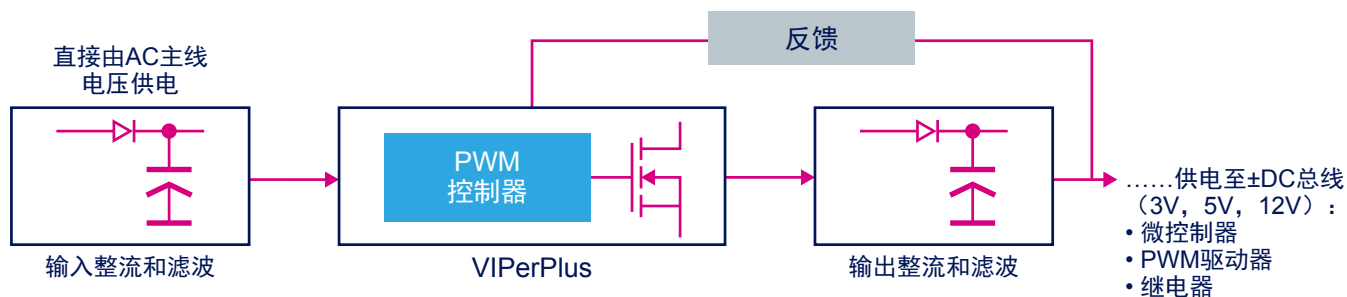 反馈
直接由AC主线
电压供电
PWM
控制器
输入整流和滤波
VIPerPlus
输出整流和滤波
……供电至±DC总线
（3V，5V，12V）：
• 微控制器
• PWM驱动器
• 继电器